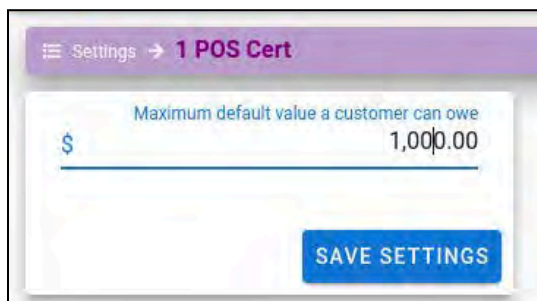 Settings → 1 POS Cert
Maximum default value a customer can owe
$ 1,000.00
SAVE SETTINGS